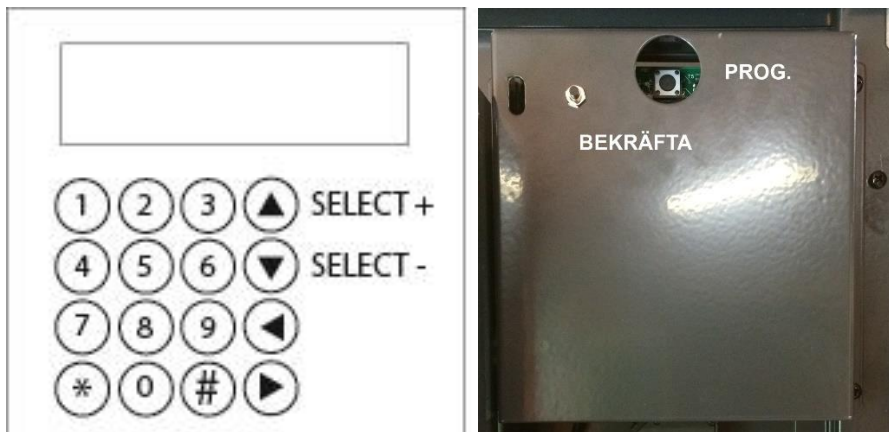 1 2 3 ▲ SELECT +
4 5 6 ▼ SELECT -
7 8 9 ◀
* 0 # ▶
PROG.
BEKRÄFTA